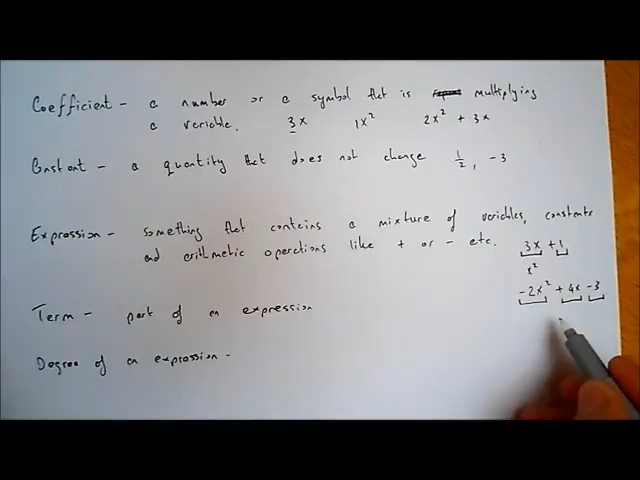 Coefficient - a number or a symbol that is multiplying
a variable. 3x 1x² 2x² + 3x
Constant - a quantity that does not change ½, -3
Expression - something that contains a mixture of variables, constants
and arithmetic operations like + or - etc. 3x + 1
x²
-2x² + 4x - 3
Term - part of an expression
Degree of an expression -